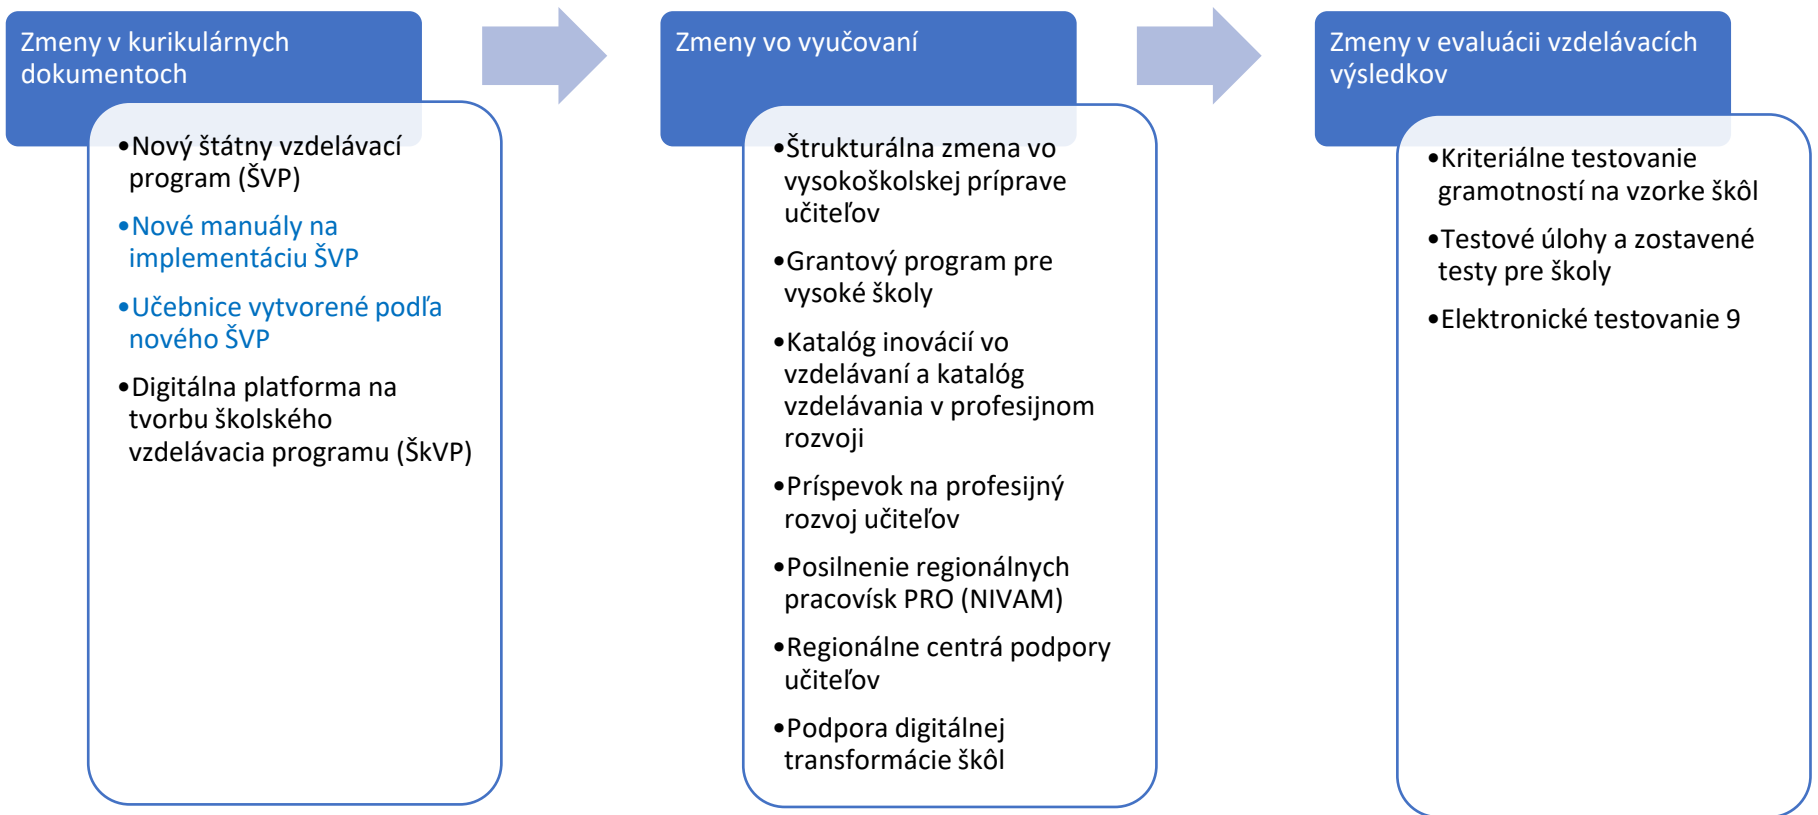 Zmeny v kurikulárnych
dokumentoch
•Nový štátny vzdelávací
program (ŠVP)
•Nové manuály na
implementáciu ŠVP
•Učebnice vytvorené podľa
nového ŠVP
•Digitálna platforma na
tvorbu školského
vzdelávacia programu (ŠkVP)
Zmeny vo vyučovaní
•Štrukturálna zmena vo
vysokoškolskej príprave
učiteľov
•Grantový program pre
vysoké školy
•Katalóg inovácií vo
vzdelávaní a katalóg
vzdelávania v profesijnom
rozvoji
•Príspevok na profesijný
rozvoj učiteľov
•Posilnenie regionálnych
pracovísk PRO (NIVAM)
•Regionálne centrá podpory
učiteľov
•Podpora digitálnej
transformácie škôl
Zmeny v evaluácii vzdelávacích
výsledkov
•Kriteriálne testovanie
gramotností na vzorke škôl
•Testové úlohy a zostavené
testy pre školy
•Elektronické testovanie 9